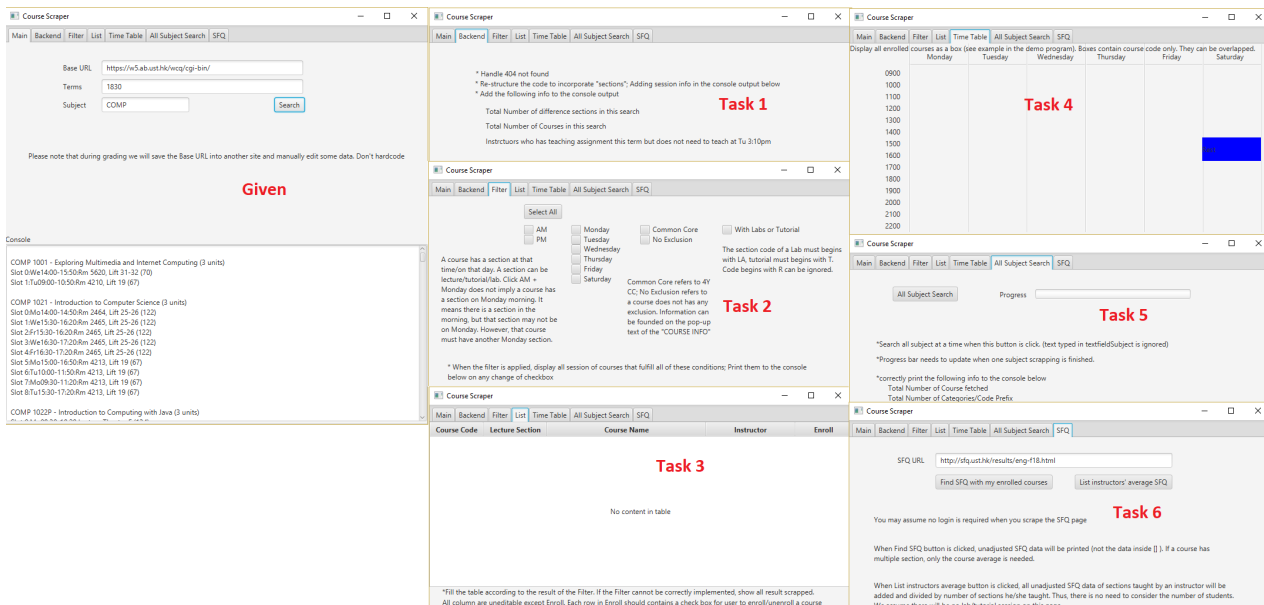 Course Scraper
Main Backend Filter List Time Table All Subject Search SFQ
Base URL https://w5.ab.ust.hk/wcq/cgi-bin/
Terms 1830
Subject COMP Search
Please note that during grading we will save the Base URL into another site and manually edit some data. Don't hardcode
Given
Console
COMP 1001 - Exploring Multimedia and Internet Computing (3 units)
Slot 0:We14:00-15:50:Rm 5620, Lift 31-32 (70)
Slot 1:Tu09:00-10:50:Rm 4210, Lift 19 (67)
COMP 1021 - Introduction to Computer Science (3 units)
Slot 0:Mo14:00-14:50:Rm 2464, Lift 25-26 (122)
Slot 1:We15:30-16:20:Rm 2465, Lift 25-26 (122)
Slot 2:Fr15:30-16:20:Rm 2465, Lift 25-26 (122)
Slot 3:We16:30-17:20:Rm 2465, Lift 25-26 (122)
Slot 4:Fr16:30-17:20:Rm 2465, Lift 25-26 (122)
Slot 5:Mo15:00-16:50:Rm 4213, Lift 19 (67)
Slot 6:Tu10:00-11:50:Rm 4213, Lift 19 (67)
Slot 7:Mo09:30-11:20:Rm 4213, Lift 19 (67)
Slot 8:Tu15:30-17:20:Rm 4213, Lift 19 (67)
COMP 1022P - Introduction to Computing with Java (3 units)
Course Scraper
Main Backend Filter List Time Table All Subject Search SFQ
* Handle 404 not found
* Re-structure the code to incorporate "sections"; Adding session info in the console output below
* Add the following info to the console output
Task 1
Total Number of difference sections in this search
Total Number of Courses in this search
Instrctuors who has teaching assignment this term but does not need to teach at Tu 3:10pm
Course Scraper
Main Backend Filter List Time Table All Subject Search SFQ
Select All
AM Monday Common Core With Labs or Tutorial
PM Tuesday No Exclusion
Wednesday
Thursday
Friday
Saturday
A course has a section at that
time/on that day. A section can be
lecture/tutorial/lab. Click AM +
Monday does not imply a course has
a section on Monday morning. It
means there is a section in the
morning, but that section may not be
on Monday. However, that course
must have another Monday section.
Common Core refers to 4Y
CC; No Exclusion refers to
a course does not has any
exclusion. Information can
be founded on the pop-up
text of the "COURSE INFO"
The section code of a Lab must begins
with LA, tutorial must begins with T.
Code begins with R can be ignored.
Task 2
* When the filter is applied, display all session of courses that fulfill all of these conditions; Print them to the console
below on any change of checkbox
Course Scraper
Main Backend Filter List Time Table All Subject Search SFQ
Course Code Lecture Section Course Name Instructor Enroll
Task 3
No content in table
*Fill the table according to the result of the Filter. If the Filter cannot be correctly implemented, show all result scrapped.
All column are uneditable except Enroll. Each row in Enroll should contains a check box for user to enroll/unenroll a course
Course Scraper
Main Backend Filter List Time Table All Subject Search SFQ
Display all enrolled courses as a box (see example in the demo program). Boxes contain course code only. They can be overlapped.
Monday Tuesday Wednesday Thursday Friday Saturday
0900
1000
1100
1200
1300
1400
1500
1600
1700
1800
1900
2000
2100
2200
Task 4
Course Scraper
Main Backend Filter List Time Table All Subject Search SFQ
All Subject Search Progress
Task 5
*Search all subject at a time when this button is click. (text typed in textfieldSubject is ignored)
*Progress bar needs to update when one subject scrapping is finished.
*correctly print the following info to the console below
Total Number of Course fetched
Total Number of Categories/Code Prefix
Course Scraper
Main Backend Filter List Time Table All Subject Search SFQ
SFQ URL http://sfq.ust.hk/results/eng-f18.html
Find SFQ with my enrolled courses List instructors' average SFQ
Task 6
You may assume no login is required when you scrape the SFQ page
When Find SFQ button is clicked, unadjusted SFQ data will be printed (not the data inside [] ). If a course has
multiple section, only the course average is needed.
When List instructors average button is clicked, all unadjusted SFQ data of sections taught by an instructor will be
added and divided by number of sections he/she taught. Thus, there is no need to consider the number of students.